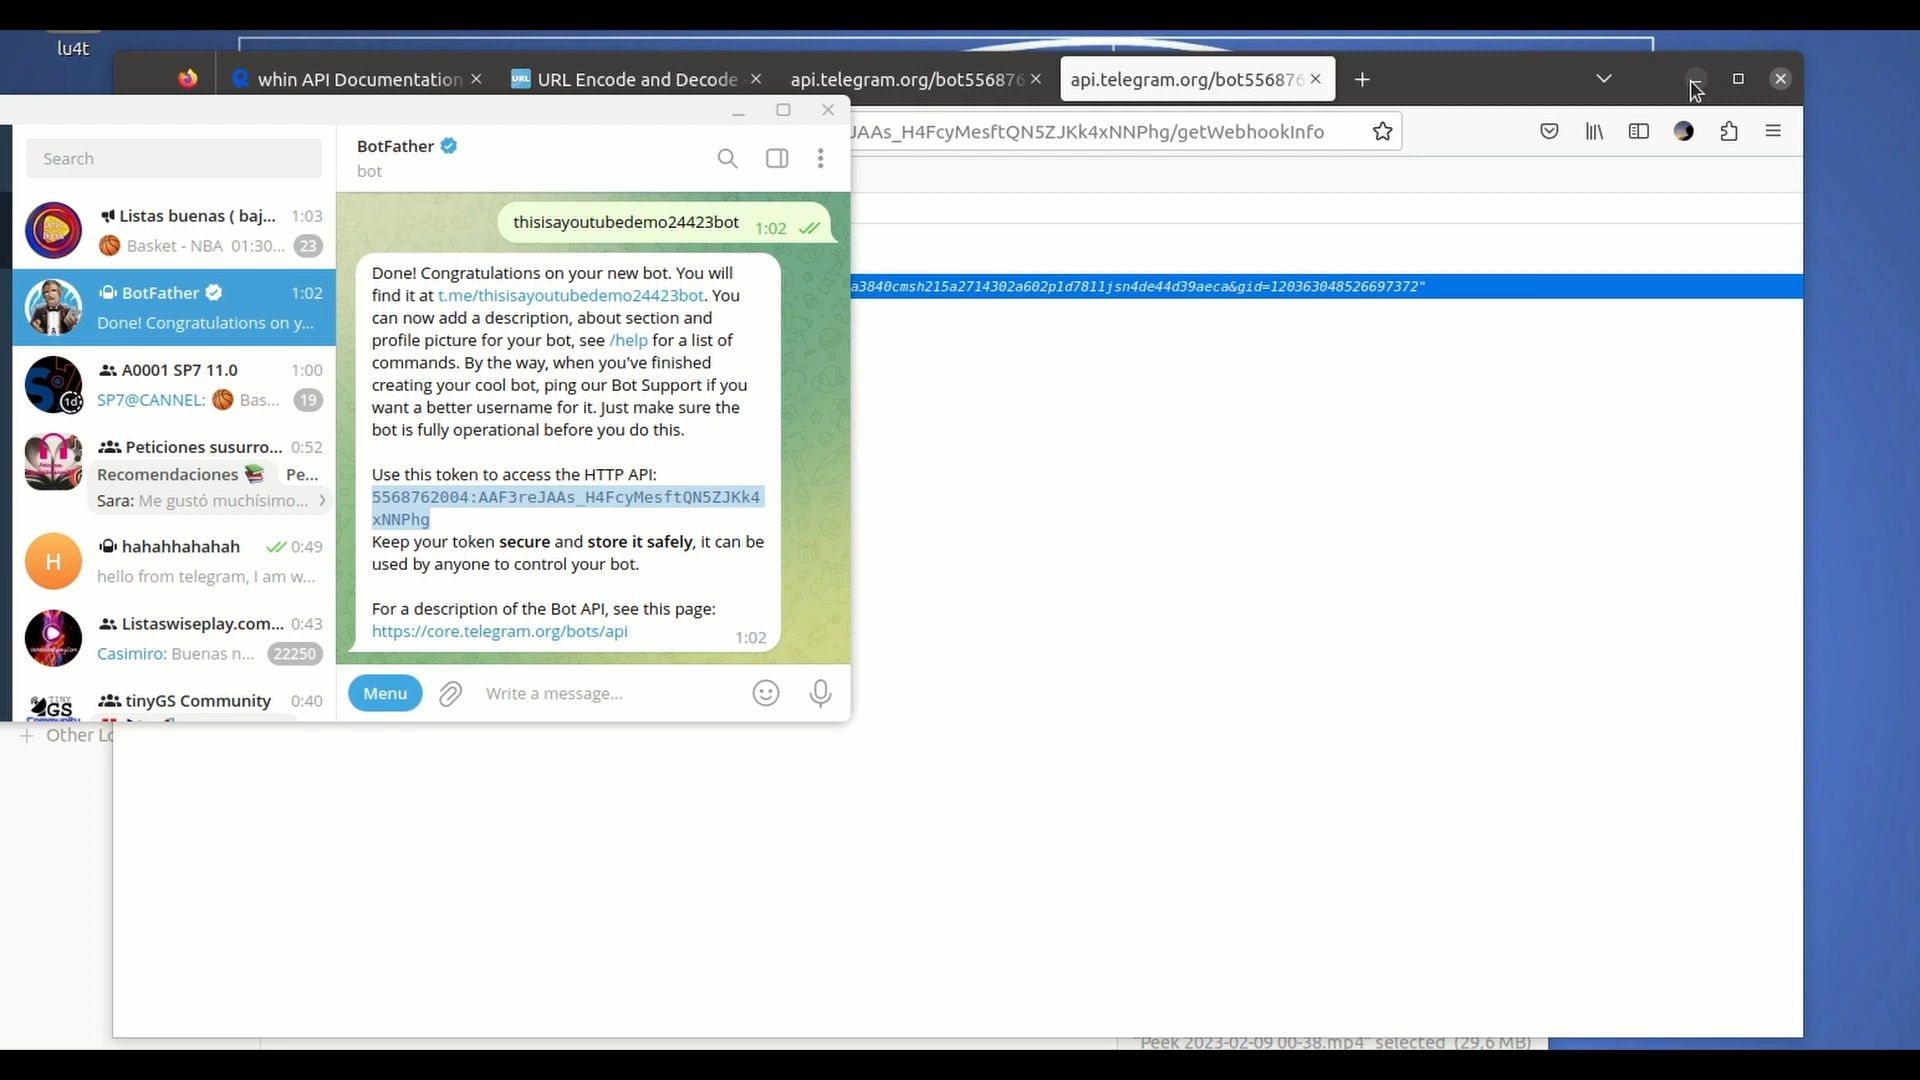 lu4t
whin API Documentation
URL Encode and Decode -
api.telegram.org/bot556876
api.telegram.org/bot556876
JAAs_H4FcyMesftQN5ZJKk4xNNPhg/getWebhookInfo
a3840cmsh215a2714302a602p1d7811jsn4de44d39aeca&gid=120363048526697372"
Search
Listas buenas ( baj... 1:03
Basket - NBA 01:30... 23
BotFather 1:02
Done! Congratulations on y...
A0001 SP7 11.0 1:00
SP7@CANNEL: Bas... 19
1d
Peticiones susurro... 0:52
Recomendaciones Pe...
Sara: Me gustó muchísimo...
H
hahahhahahah 0:49
hello from telegram, I am w...
Listaswiseplay.com... 0:43
Casimiro: Buenas n... 22250
tinyGS Community 0:40
BotFather
bot
thisisayoutubedemo24423bot 1:02
Done! Congratulations on your new bot. You will
find it at t.me/thisisayoutubedemo24423bot. You
can now add a description, about section and
profile picture for your bot, see /help for a list of
commands. By the way, when you've finished
creating your cool bot, ping our Bot Support if you
want a better username for it. Just make sure the
bot is fully operational before you do this.
Use this token to access the HTTP API:
5568762004:AAF3reJAAs_H4FcyMesftQN5ZJKk4
xNNPhg
Keep your token secure and store it safely, it can be
used by anyone to control your bot.
For a description of the Bot API, see this page:
https://core.telegram.org/bots/api 1:02
Menu
Write a message...
+ Other Lo
"Peek 2023-02-09 00-38.mp4" selected (29,6 MB)